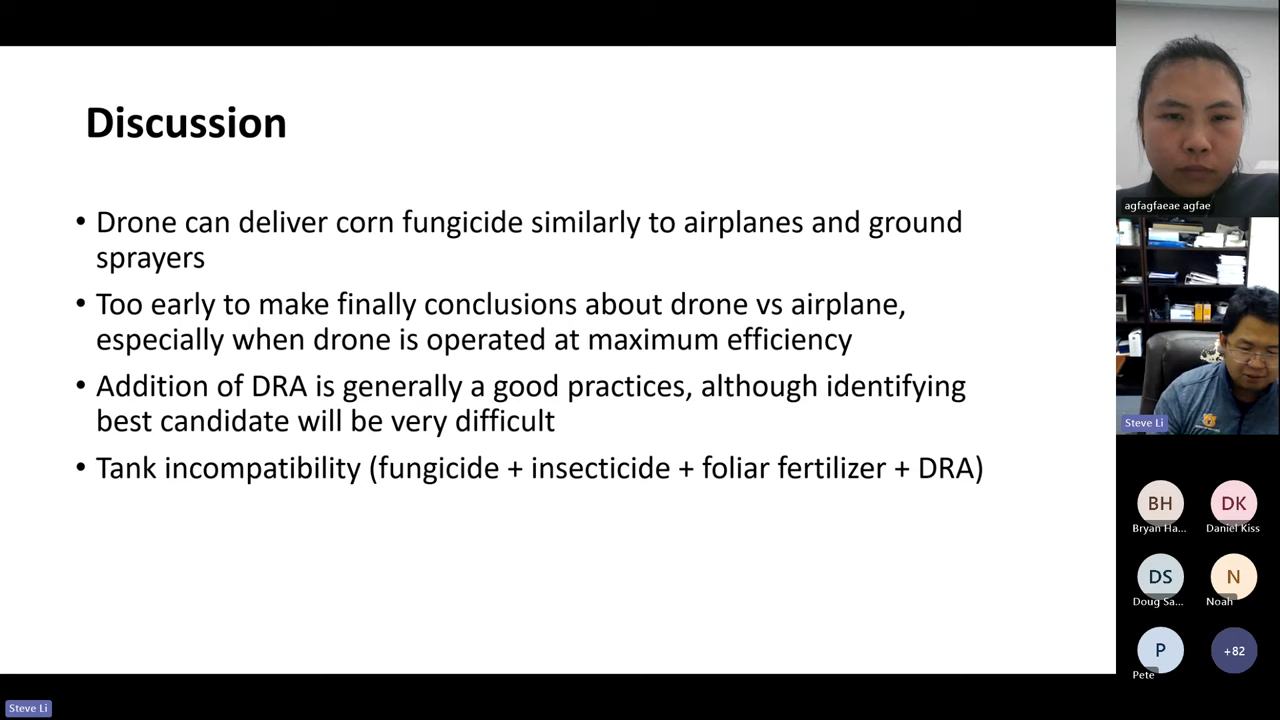 Discussion
• Drone can deliver corn fungicide similarly to airplanes and ground
sprayers
• Too early to make finally conclusions about drone vs airplane,
especially when drone is operated at maximum efficiency
• Addition of DRA is generally a good practices, although identifying
best candidate will be very difficult
• Tank incompatibility (fungicide + insecticide + foliar fertilizer + DRA)
agfagfaeae agfae
Steve Li
BH
Bryan Ha...
DK
Daniel Kiss
DS
Doug Sa...
N
Noah
P
Pete
+82
Steve Li